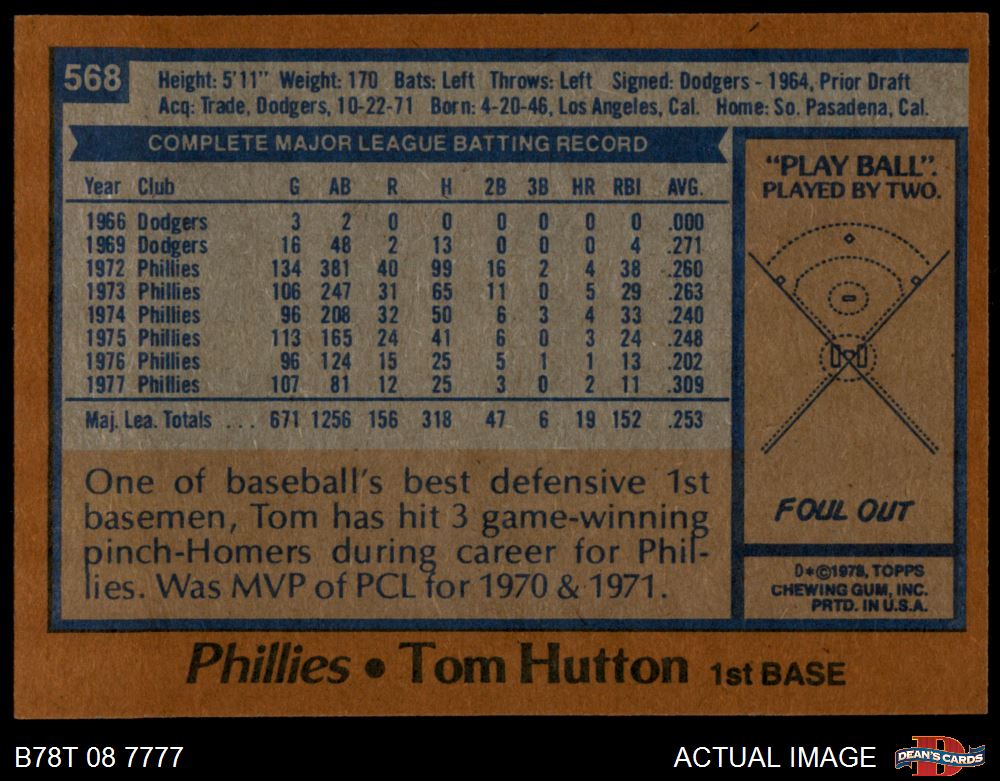 568
Height: 5'11" Weight: 170 Bats: Left Throws: Left Signed: Dodgers - 1964, Prior Draft
Acq: Trade, Dodgers, 10-22-71 Born: 4-20-46, Los Angeles, Cal. Home: So. Pasadena, Cal.
COMPLETE MAJOR LEAGUE BATTING RECORD
Year Club G AB R H 2B 3B HR RBI AVG.
1966 Dodgers 3 2 0 0 0 0 0 0 .000
1969 Dodgers 16 48 2 13 0 0 0 4 .271
1972 Phillies 134 381 40 99 16 2 4 38 .260
1973 Phillies 106 247 31 65 11 0 5 29 .263
1974 Phillies 96 208 32 50 6 3 4 33 .240
1975 Phillies 113 165 24 41 6 0 3 24 .248
1976 Phillies 96 124 15 25 5 1 1 13 .202
1977 Phillies 107 81 12 25 3 0 2 11 .309
Maj. Lea. Totals ... 671 1256 156 318 47 6 19 152 .253
One of baseball's best defensive 1st
basemen, Tom has hit 3 game-winning
pinch-Homers during career for Phil-
lies. Was MVP of PCL for 1970 & 1971.
"PLAY BALL".
PLAYED BY TWO.
FOUL OUT
D*©1978, TOPPS
CHEWING GUM, INC.
PRTD. IN U.S.A.
Phillies • Tom Hutton 1st BASE
B78T 08 7777
ACTUAL IMAGE
D
DEAN'S CARDS